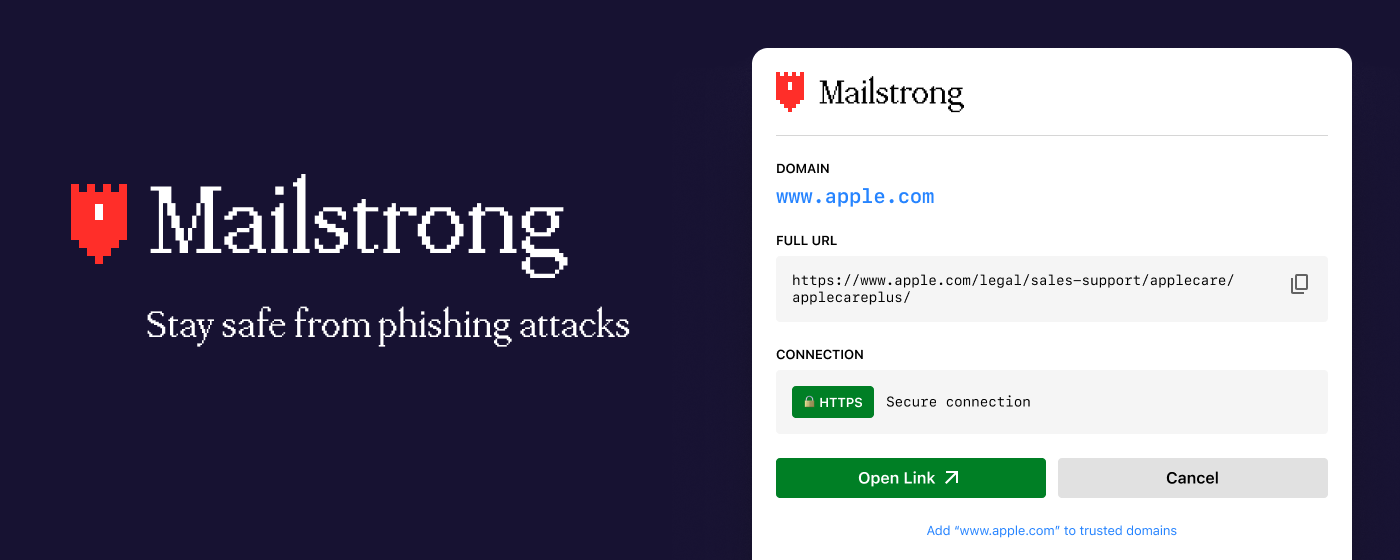 Mailstrong
Stay safe from phishing attacks
Mailstrong
DOMAIN
www.apple.com
FULL URL
https://www.apple.com/legal/sales-support/applecare/
applecareplus/
CONNECTION
🔒 HTTPS Secure connection
Open Link Cancel
Add “www.apple.com” to trusted domains